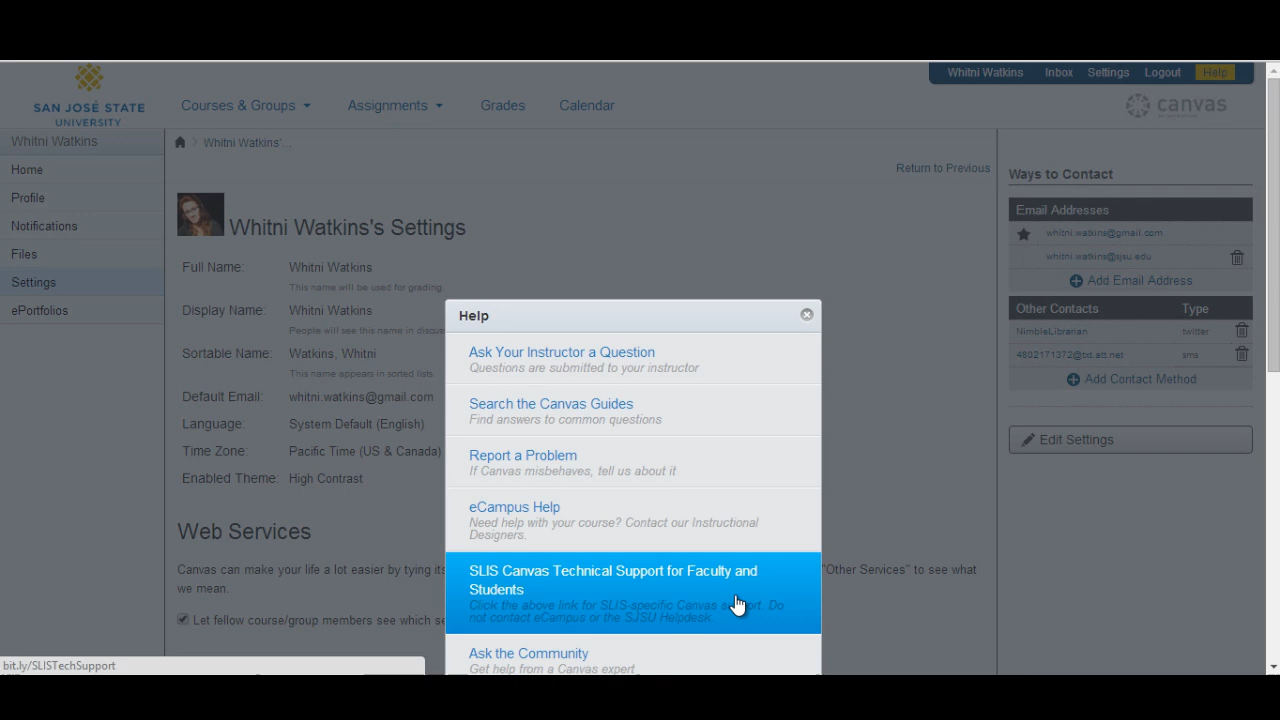 Whitni Watkins Inbox Settings Logout Help
SAN JOSÉ STATE
UNIVERSITY
Courses & Groups Assignments Grades Calendar
canvas
Whitni Watkins
Home
Profile
Notifications
Files
Settings
ePortfolios
Whitni Watkins'...
Return to Previous
Whitni Watkins's Settings
Full Name: Whitni Watkins
This name will be used for grading.
Display Name: Whitni Watkins
People will see this name in discus
Sortable Name: Watkins, Whitni
This name appears in sorted lists.
Default Email: whitni.watkins@gmail.com
Language: System Default (English)
Time Zone: Pacific Time (US & Canada)
Enabled Theme: High Contrast
Web Services
Canvas can make your life a lot easier by tying its "Other Services" to see what
we mean.
Let fellow course/group members see which se
Help
Ask Your Instructor a Question
Questions are submitted to your instructor
Search the Canvas Guides
Find answers to common questions
Report a Problem
If Canvas misbehaves, tell us about it
eCampus Help
Need help with your course? Contact our Instructional
Designers.
SLIS Canvas Technical Support for Faculty and
Students
Click the above link for SLIS-specific Canvas support. Do
not contact eCampus or the SJSU Helpdesk.
Ask the Community
Get help from a Canvas expert
Ways to Contact
Email Addresses
whitni.watkins@gmail.com
whitni.watkins@sjsu.edu
Add Email Address
Other Contacts Type
NimbleLibrarian twitter
4802171372@txt.att.net sms
Add Contact Method
Edit Settings
bit.ly/SLISTechSupport